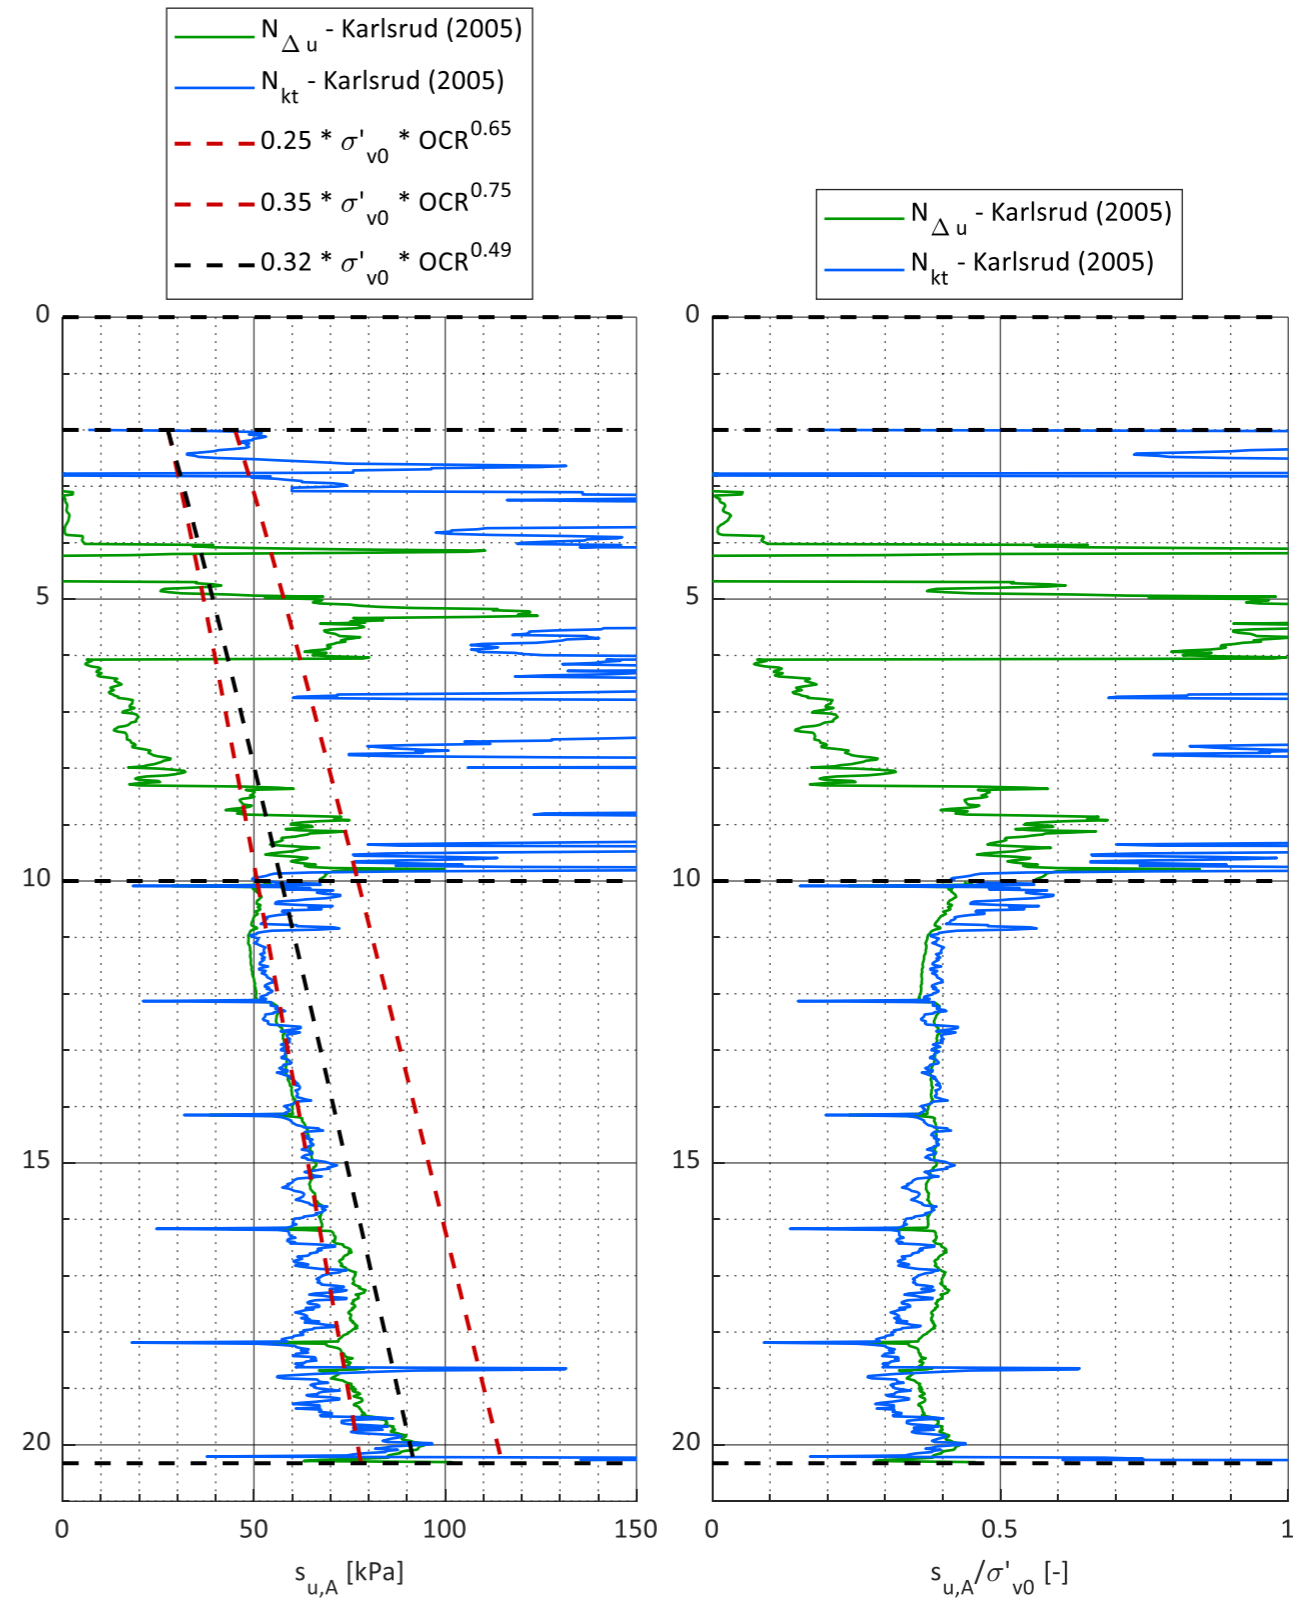 N_Δu - Karlsrud (2005)
N_kt - Karlsrud (2005)
0.25 * σ'_v0 * OCR^0.65
0.35 * σ'_v0 * OCR^0.75
0.32 * σ'_v0 * OCR^0.49
0
5
10
15
20
0 50 100 150
s_u,A [kPa]
N_Δu - Karlsrud (2005)
N_kt - Karlsrud (2005)
0
5
10
15
20
0 0.5 1
s_u,A/σ'_v0 [-]